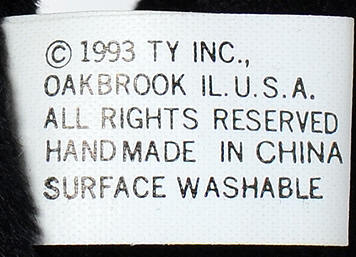 © 1993 TY INC.,
OAKBROOK IL. U.S.A.
ALL RIGHTS RESERVED
HANDMADE IN CHINA
SURFACE WASHABLE